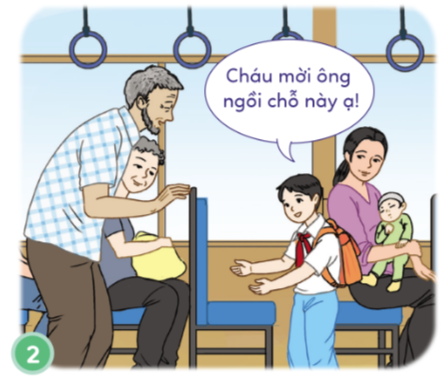 Cháu mời ông
ngồi chỗ này ạ!
2